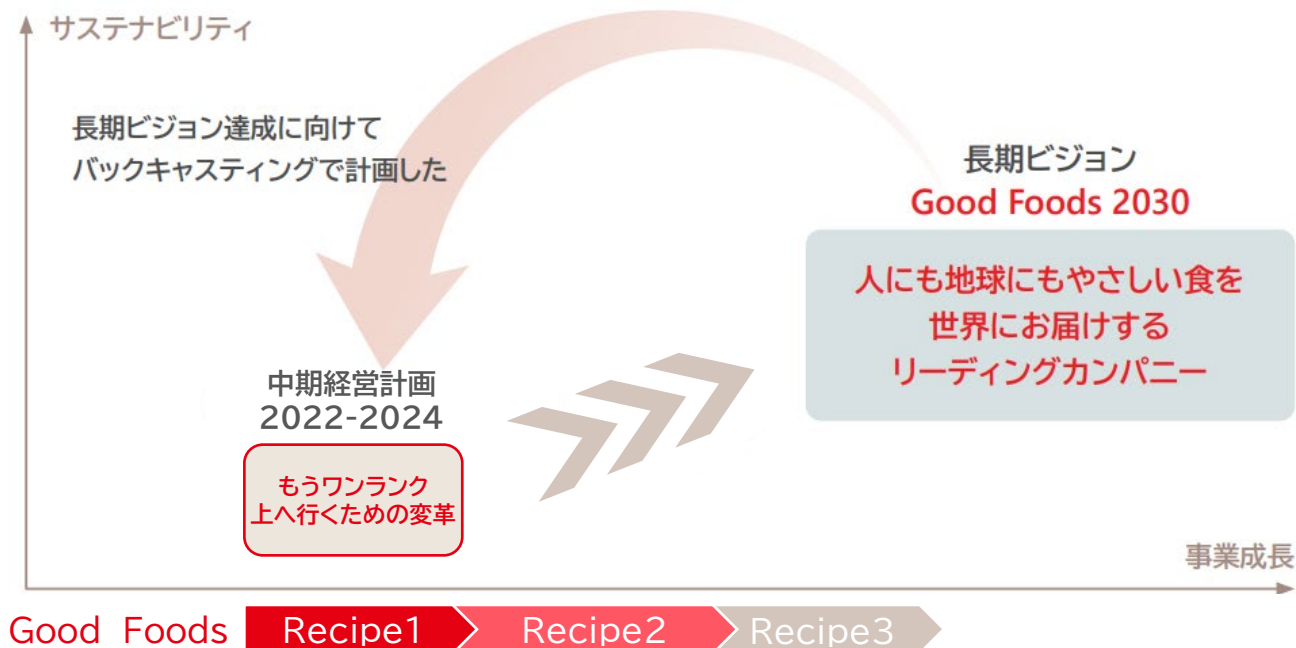 サステナビリティ
長期ビジョン達成に向けて
バックキャスティングで計画した
長期ビジョン
Good Foods 2030
人にも地球にもやさしい食を
世界にお届けする
リーディングカンパニー
中期経営計画
2022-2024
もうワンランク
上へ行くための変革
事業成長
Good Foods Recipe1 Recipe2 Recipe3